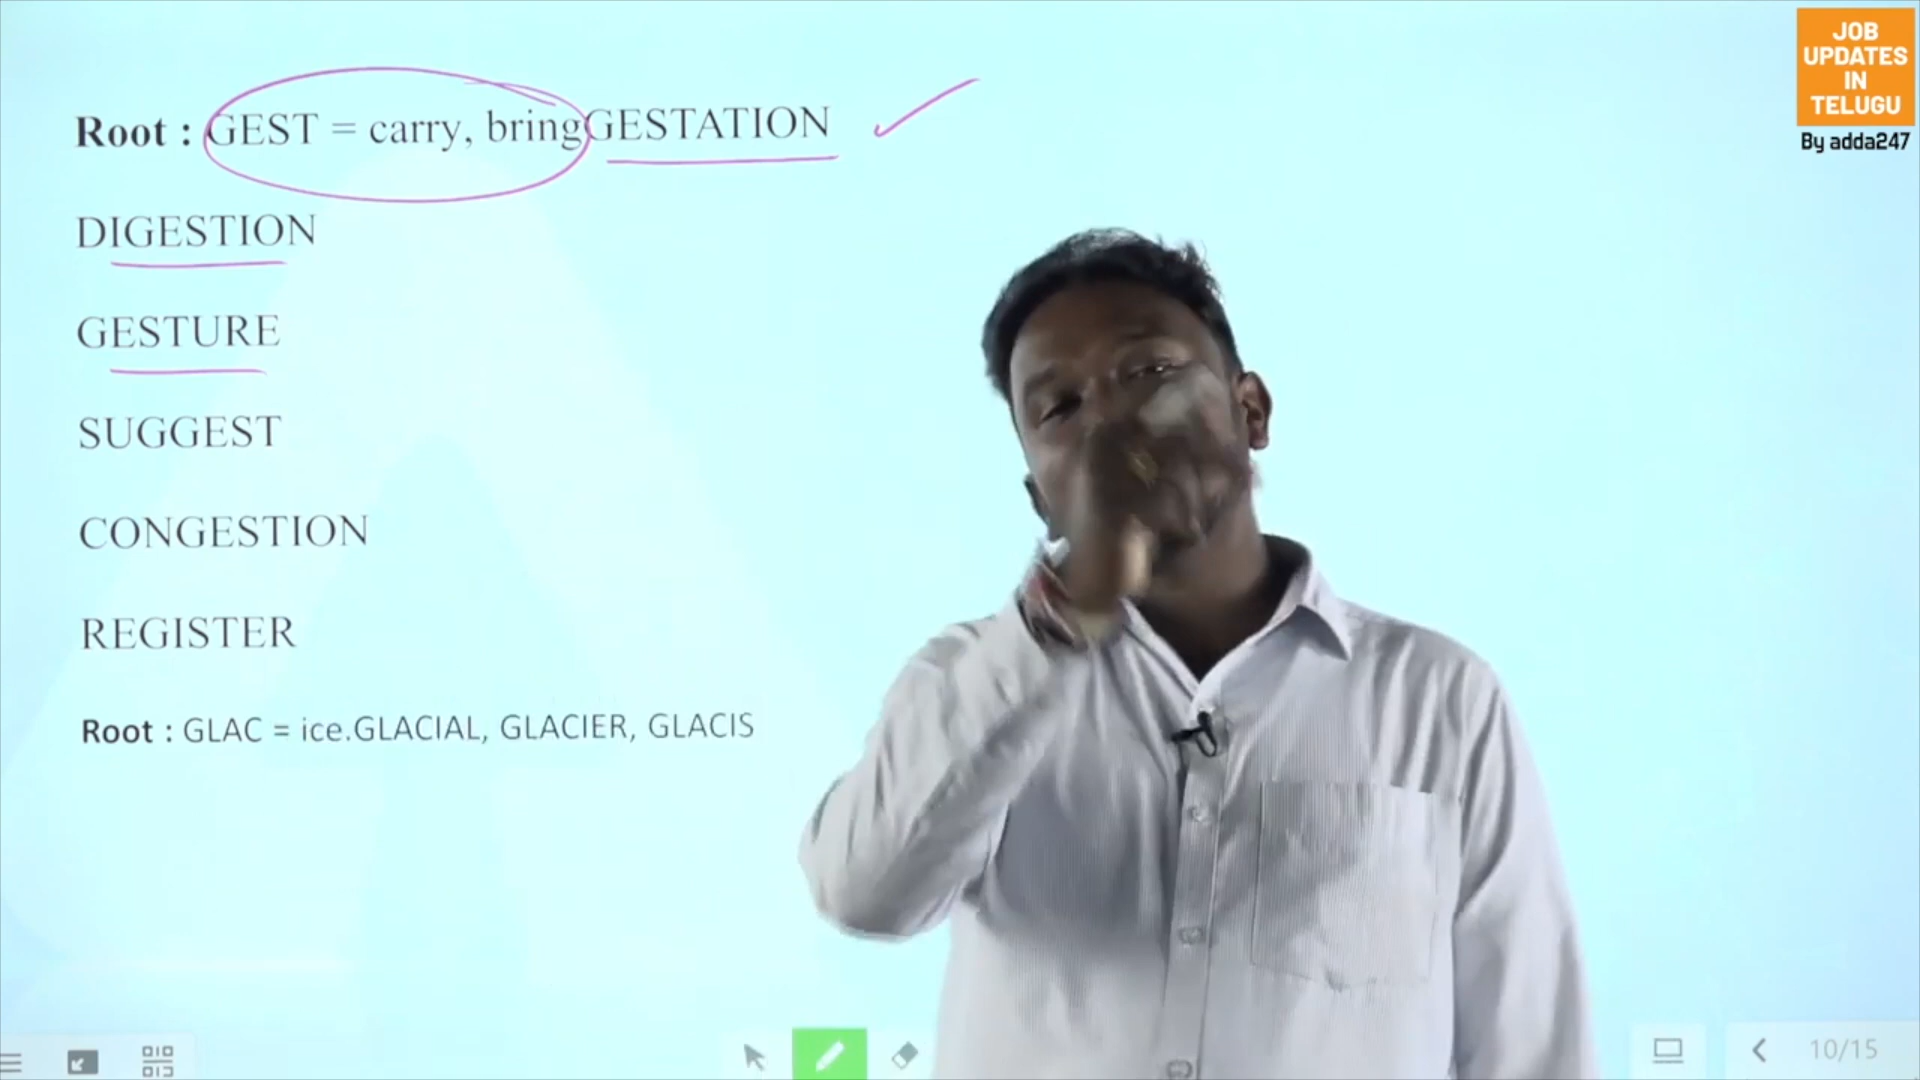 Root : GEST = carry, bringGESTATION
DIGESTION
GESTURE
SUGGEST
CONGESTION
REGISTER
Root : GLAC = ice.GLACIAL, GLACIER, GLACIS
JOB
UPDATES
IN
TELUGU
By adda247
10/15